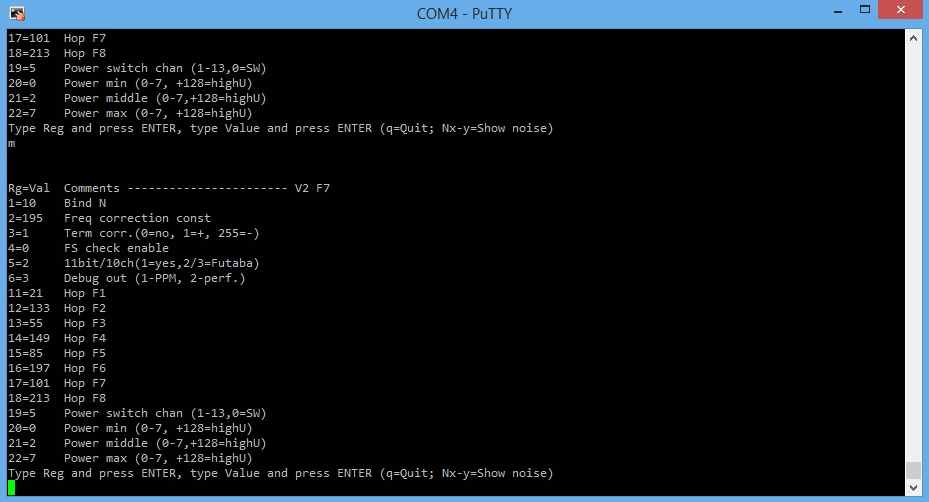 COM4 - PuTTY
17=101  Hop F7
18=213  Hop F8
19=5    Power switch chan (1-13,0=SW)
20=0    Power min (0-7, +128=highU)
21=2    Power middle (0-7,+128=highU)
22=7    Power max (0-7, +128=highU)
Type Reg and press ENTER, type Value and press ENTER (q=Quit; Nx-y=Show noise)
m
Rg=Val  Comments ----------------------- V2 F7
1=10    Bind N
2=195   Freq correction const
3=1     Term corr.(0=no, 1=+, 255=-)
4=0     FS check enable
5=2     11bit/10ch(1=yes,2/3=Futaba)
6=3     Debug out (1-PPM, 2-perf.)
11=21   Hop F1
12=133  Hop F2
13=55   Hop F3
14=149  Hop F4
15=85   Hop F5
16=197  Hop F6
17=101  Hop F7
18=213  Hop F8
19=5    Power switch chan (1-13,0=SW)
20=0    Power min (0-7, +128=highU)
21=2    Power middle (0-7,+128=highU)
22=7    Power max (0-7, +128=highU)
Type Reg and press ENTER, type Value and press ENTER (q=Quit; Nx-y=Show noise)